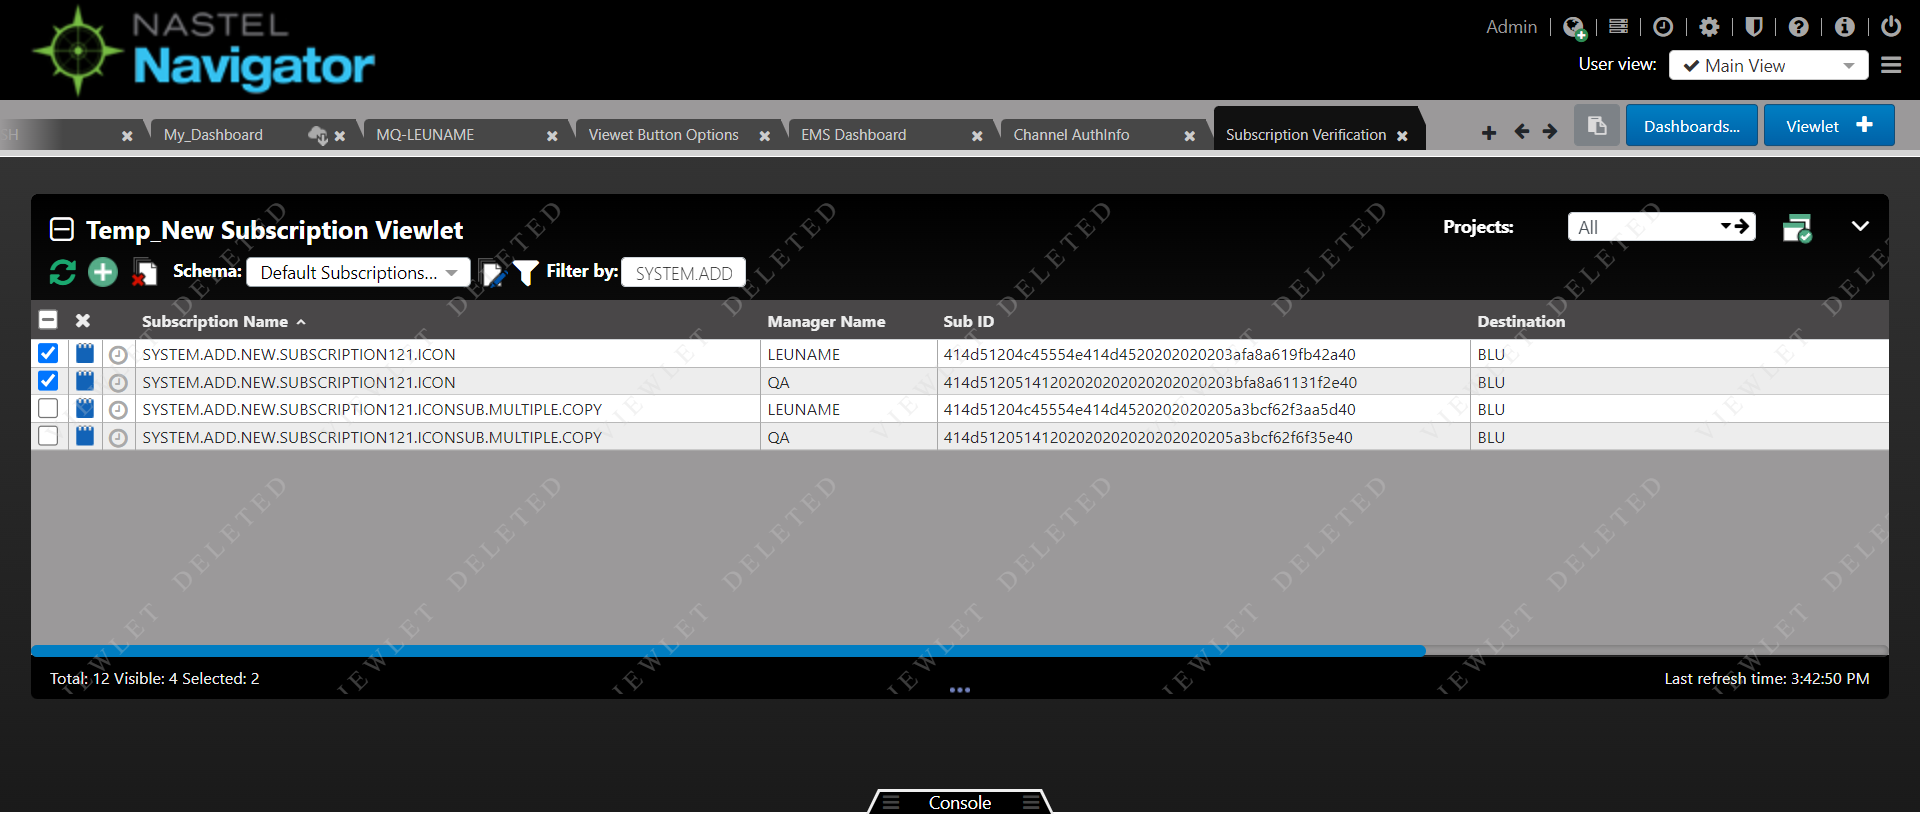 NASTEL
Navigator
Admin
User view: Main View
SH
My_Dashboard
MQ-LEUNAME
Viewet Button Options
EMS Dashboard
Channel AuthInfo
Subscription Verification
Dashboards...
Viewlet
Temp_New Subscription Viewlet
Projects: All
Schema: Default Subscriptions... Filter by: SYSTEM.ADD
Subscription Name Manager Name Sub ID Destination
SYSTEM.ADD.NEW.SUBSCRIPTION121.ICON LEUNAME 414d51204c45554e414d4520202020203afa8a619fb42a40 BLU
SYSTEM.ADD.NEW.SUBSCRIPTION121.ICON QA 414d51205141202020202020202020203bfa8a61131f2e40 BLU
SYSTEM.ADD.NEW.SUBSCRIPTION121.ICONSUB.MULTIPLE.COPY LEUNAME 414d51204c45554e414d4520202020205a3bcf62f3aa5d40 BLU
SYSTEM.ADD.NEW.SUBSCRIPTION121.ICONSUB.MULTIPLE.COPY QA 414d51205141202020202020202020205a3bcf62f6f35e40 BLU
VIEWLET DELETED
Total: 12 Visible: 4 Selected: 2
Last refresh time: 3:42:50 PM
Console